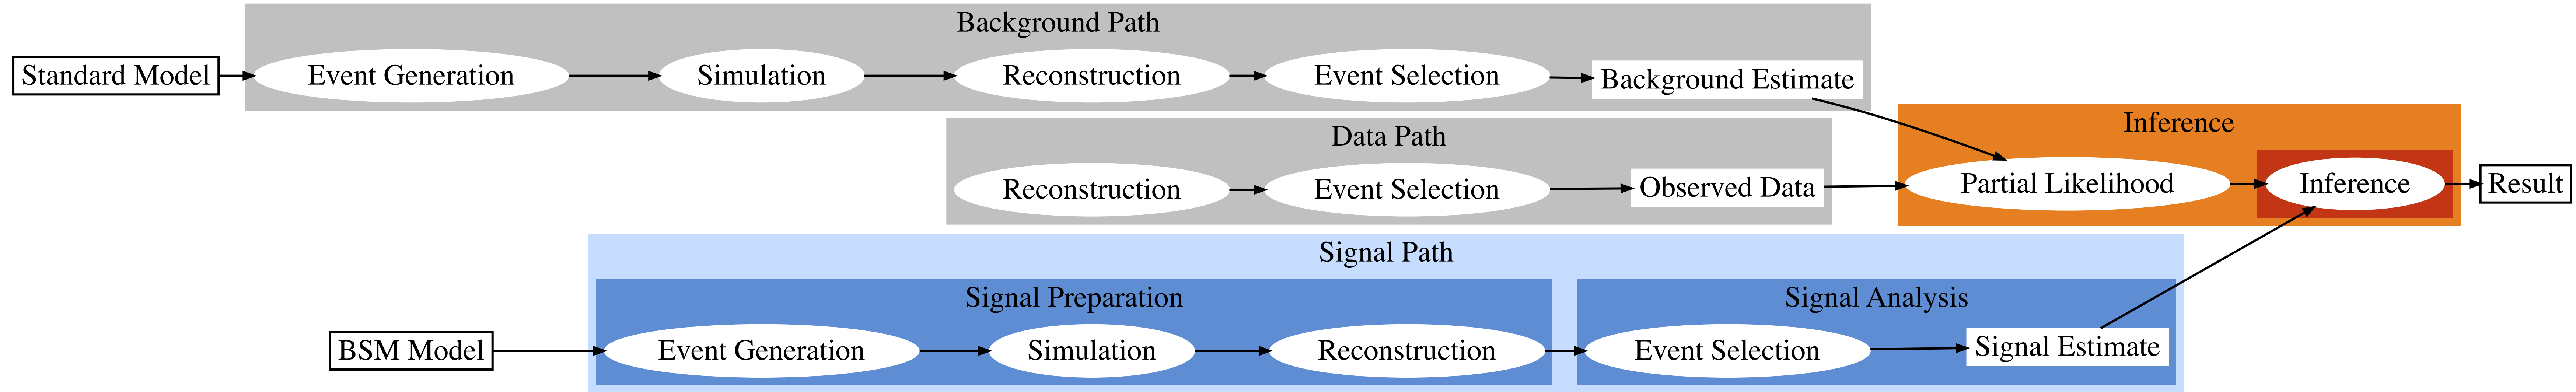 Background Path
Standard Model
Event Generation
Simulation
Reconstruction
Event Selection
Background Estimate
Data Path
Reconstruction
Event Selection
Observed Data
Inference
Partial Likelihood
Inference
Result
Signal Path
Signal Preparation
BSM Model
Event Generation
Simulation
Reconstruction
Signal Analysis
Event Selection
Signal Estimate